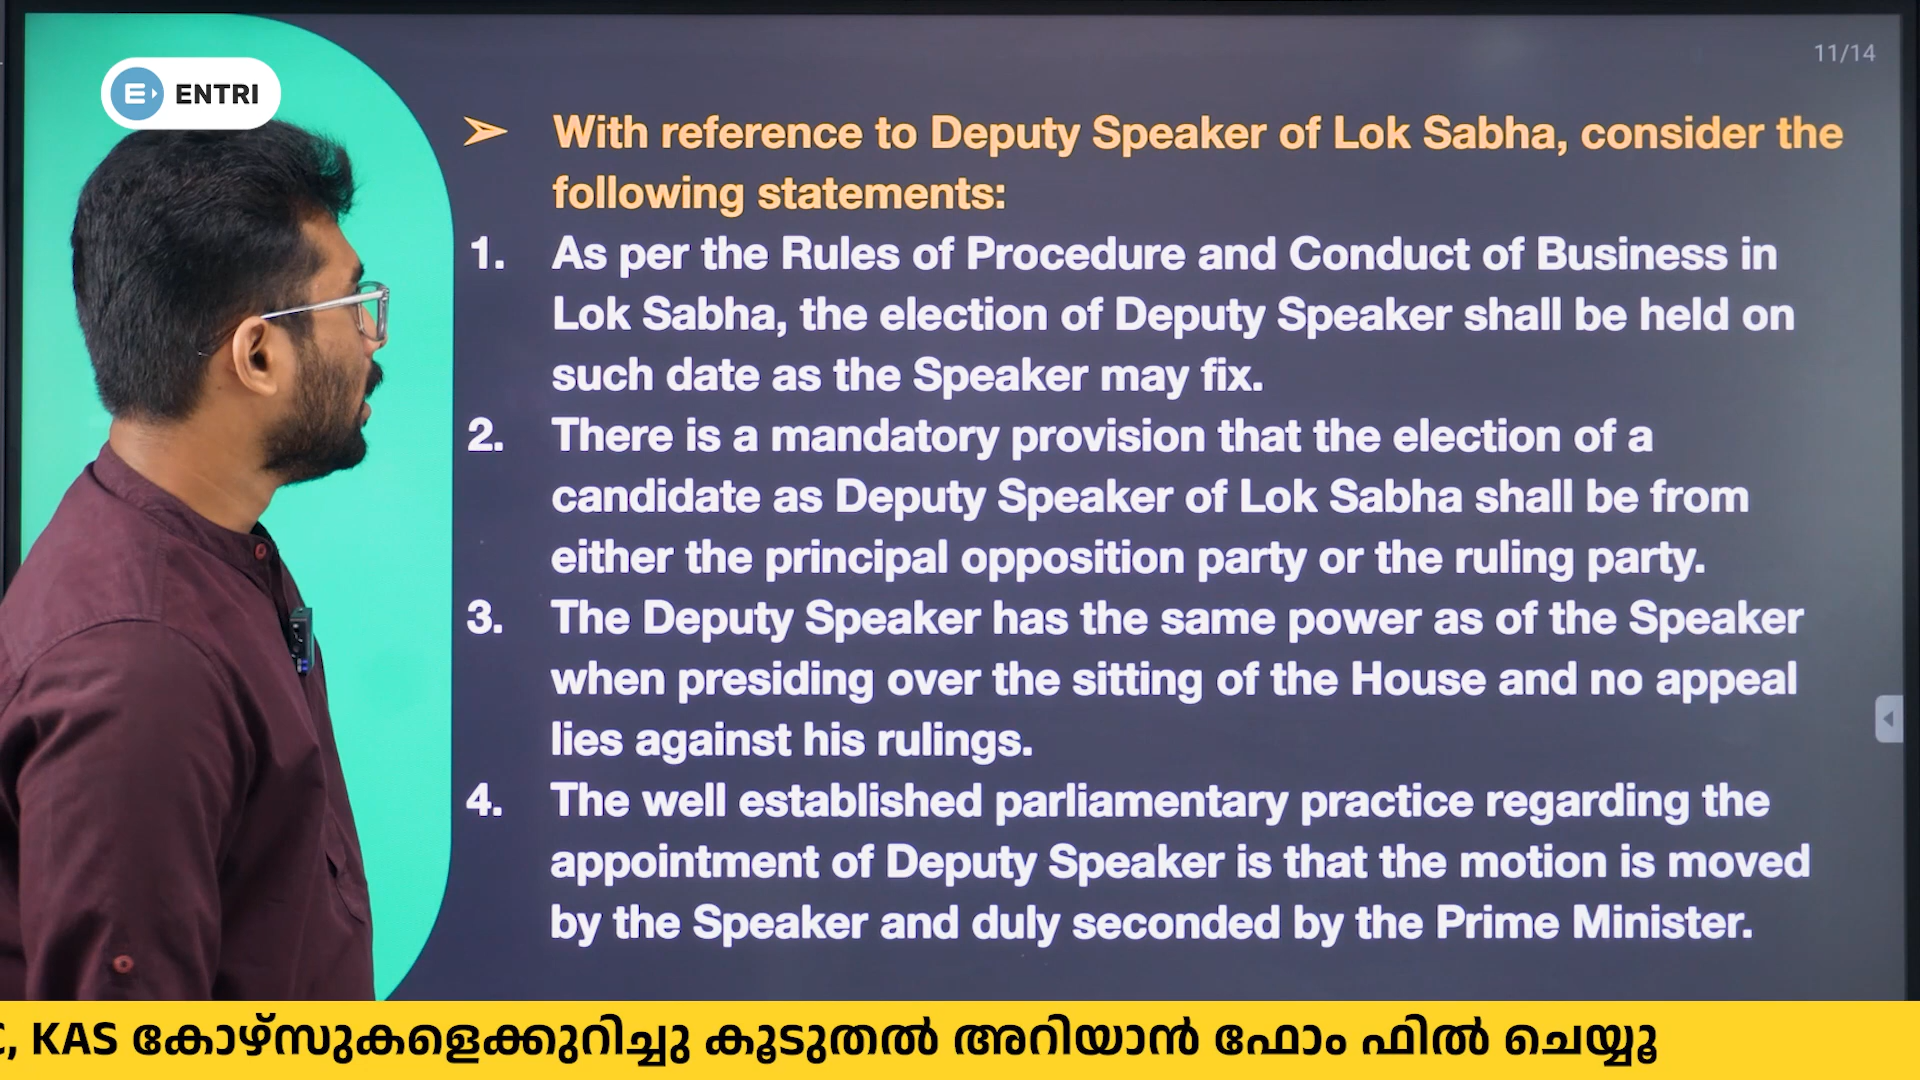 11/14
ENTRI
➢ With reference to Deputy Speaker of Lok Sabha, consider the
following statements:
1. As per the Rules of Procedure and Conduct of Business in
Lok Sabha, the election of Deputy Speaker shall be held on
such date as the Speaker may fix.
2. There is a mandatory provision that the election of a
candidate as Deputy Speaker of Lok Sabha shall be from
either the principal opposition party or the ruling party.
3. The Deputy Speaker has the same power as of the Speaker
when presiding over the sitting of the House and no appeal
lies against his rulings.
4. The well established parliamentary practice regarding the
appointment of Deputy Speaker is that the motion is moved
by the Speaker and duly seconded by the Prime Minister.
, KAS കോഴ്സുകളെക്കുറിച്ചു കൂടുതൽ അറിയാൻ ഫോം ഫിൽ ചെയ്യൂ